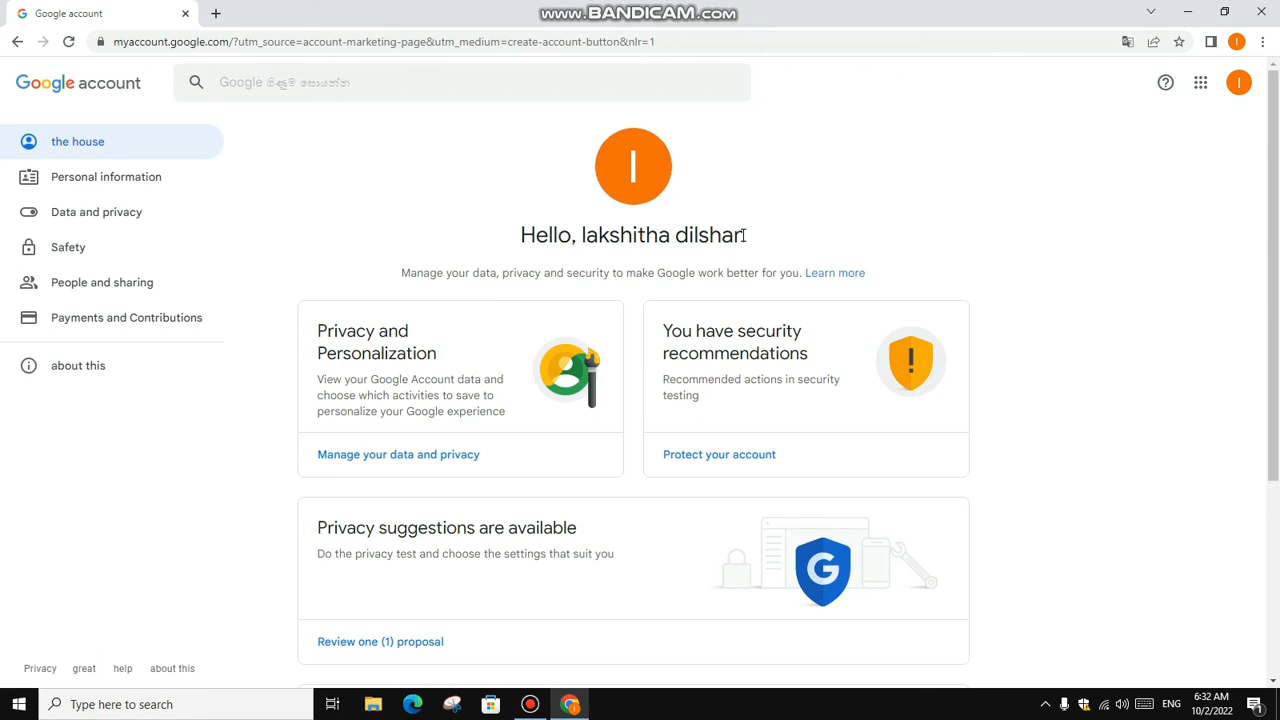 Google account
www.BANDICAM.com
myaccount.google.com/?utm_source=account-marketing-page&utm_medium=create-account-button&nlr=1
Google account
Google ගිණුම් සොයන්න
the house
Personal information
Data and privacy
Safety
People and sharing
Payments and Contributions
about this
Hello, lakshitha dilshan
Manage your data, privacy and security to make Google work better for you. Learn more
Privacy and
Personalization
View your Google Account data and
choose which activities to save to
personalize your Google experience
Manage your data and privacy
You have security
recommendations
Recommended actions in security
testing
Protect your account
Privacy suggestions are available
Do the privacy test and choose the settings that suit you
Review one (1) proposal
Privacy great help about this
Type here to search
ENG
6:32 AM
10/2/2022